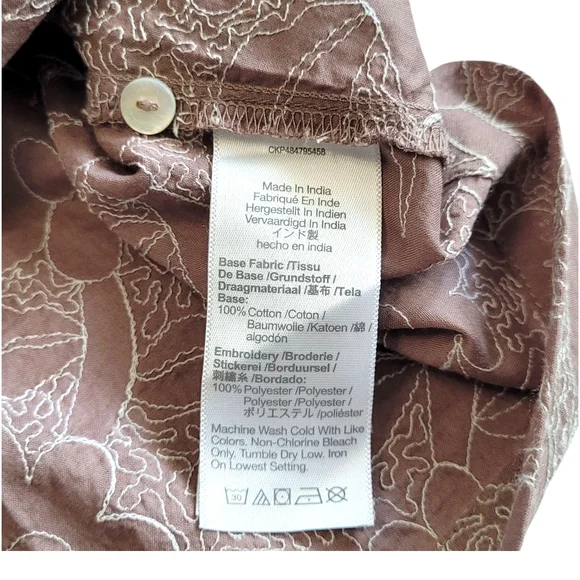 CKP484795458
Made In India
Fabriqué En Inde
Hergestellt In Indien
Vervaardigd In India
インド製
hecho en india
Base Fabric /Tissu
De Base /Grundstoff /
Draagmateriaal /基布 /Tela
Base:
100% Cotton /Coton /
Baumwolle /Katoen /綿 /
algodón
Embroidery /Broderie /
Stickerei /Borduursel /
刺繍糸 /Bordado:
100% Polyester /Polyester /
Polyester /Polyester /
ポリエステル /poliéster
Machine Wash Cold With Like
Colors. Non-Chlorine Bleach
Only. Tumble Dry Low. Iron
On Lowest Setting.
30